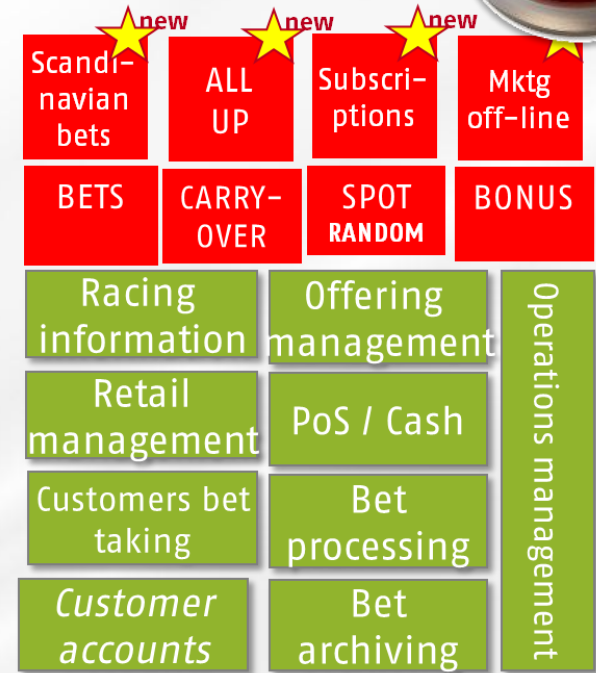 new
new
new
Scandi-
navian
bets
ALL
UP
Subscri-
ptions
Mktg
off-line
BETS
CARRY-
OVER
SPOT
RANDOM
BONUS
Racing
information
Offering
management
Operations management
Retail
management
PoS / Cash
Customers bet
taking
Bet
processing
Customer
accounts
Bet
archiving